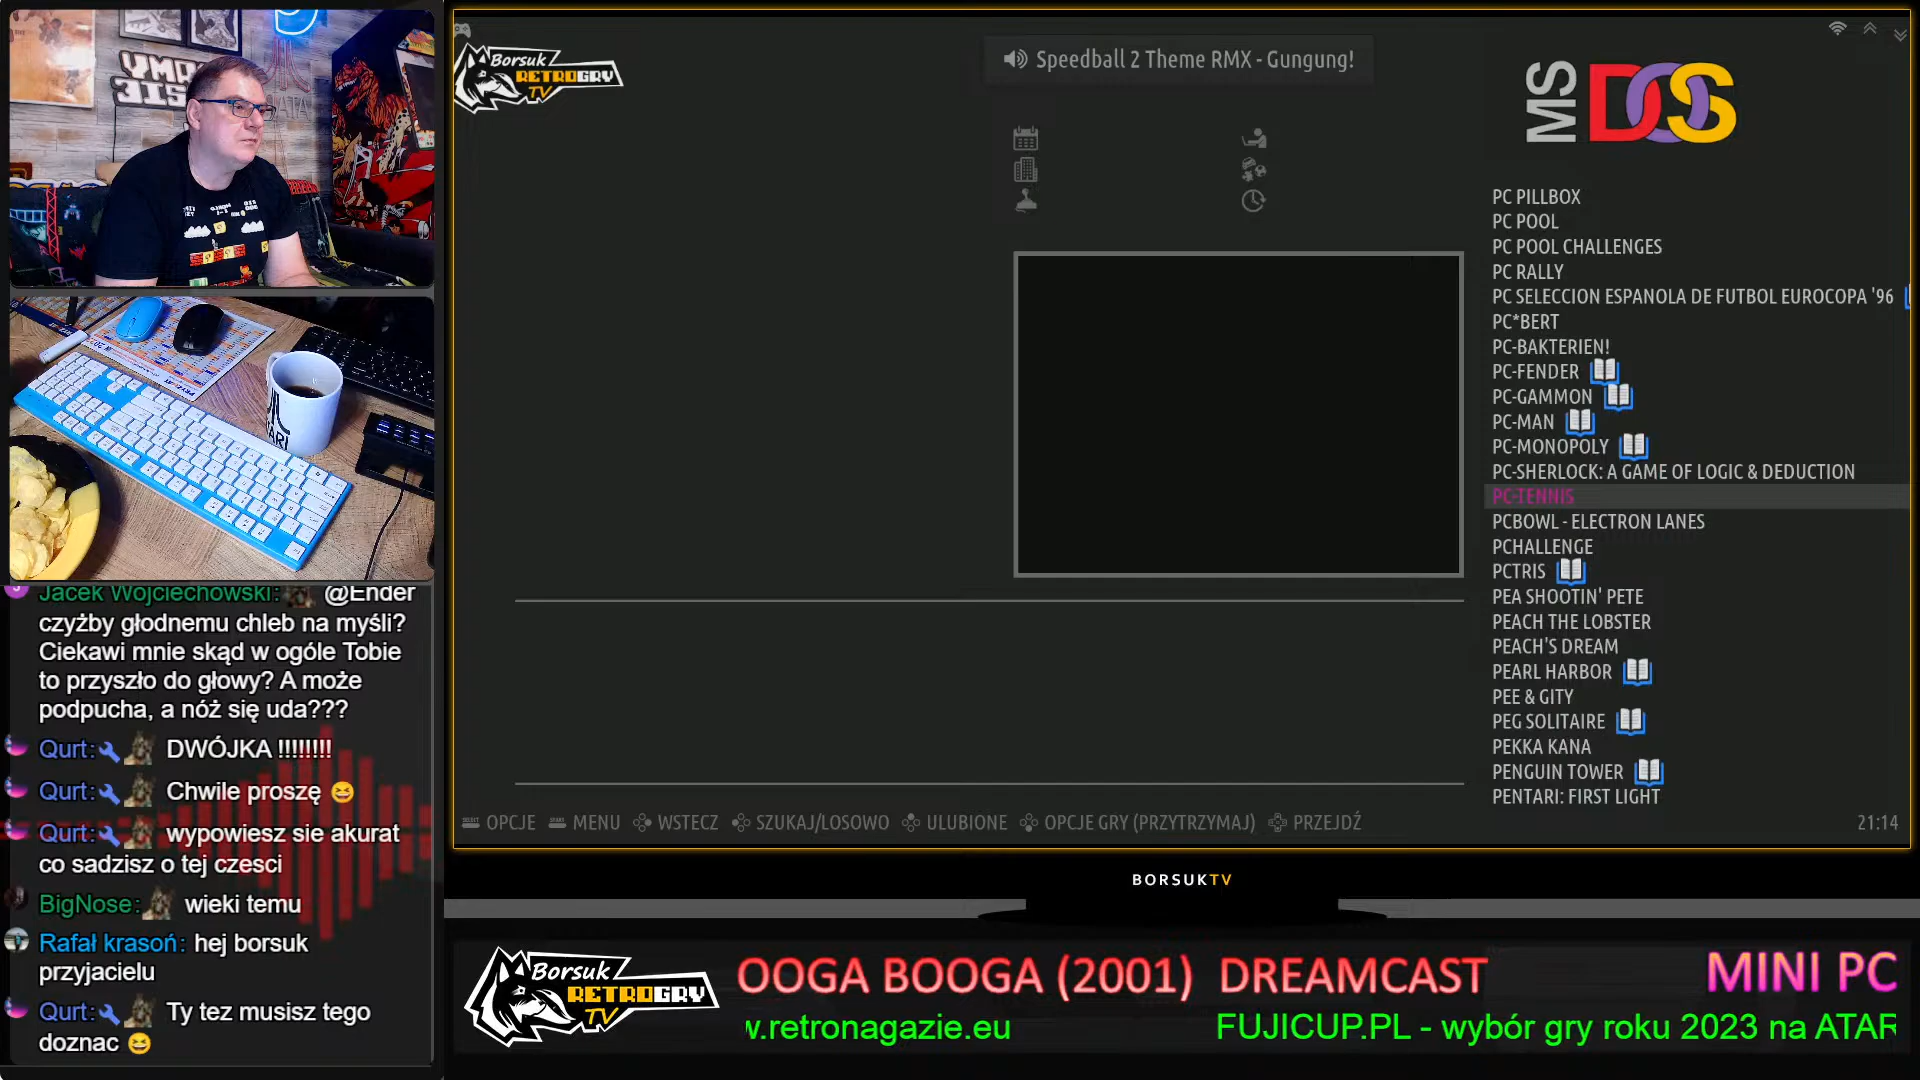 Jacek Wojciechowski: @Ender
czyżby głodnemu chleb na myśli?
Ciekawi mnie skąd w ogóle Tobie
to przyszło do głowy? A może
podpucha, a nóż się uda???
Qurt: DWÓJKA !!!!!!!!
Qurt: Chwile proszę
Qurt: wypowiesz sie akurat
co sadzisz o tej czesci
BigNose: wieki temu
Rafał krasoń: hej borsuk
przyjacielu
Qurt: Ty tez musisz tego
doznac
Borsuk
RETROGRY
TV
Speedball 2 Theme RMX - Gungung!
MS
DOS
PC PILLBOX
PC POOL
PC POOL CHALLENGES
PC RALLY
PC SELECCION ESPANOLA DE FUTBOL EUROCOPA '96
PC*BERT
PC-BAKTERIEN!
PC-FENDER
PC-GAMMON
PC-MAN
PC-MONOPOLY
PC-SHERLOCK: A GAME OF LOGIC & DEDUCTION
PC-TENNIS
PCBOWL - ELECTRON LANES
PCHALLENGE
PCTRIS
PEA SHOOTIN' PETE
PEACH THE LOBSTER
PEACH'S DREAM
PEARL HARBOR
PEE & GITY
PEG SOLITAIRE
PEKKA KANA
PENGUIN TOWER
PENTARI: FIRST LIGHT
OPCJE MENU WSTECZ SZUKAJ/LOSOWO ULUBIONE OPCJE GRY (PRZYTRZYMAJ) PRZEJDŹ
21:14
BORSUKTV
Borsuk
RETROGRY
TV
OOGA BOOGA (2001) DREAMCAST
MINI PC
w.retronagazie.eu
FUJICUP.PL - wybór gry roku 2023 na ATAR